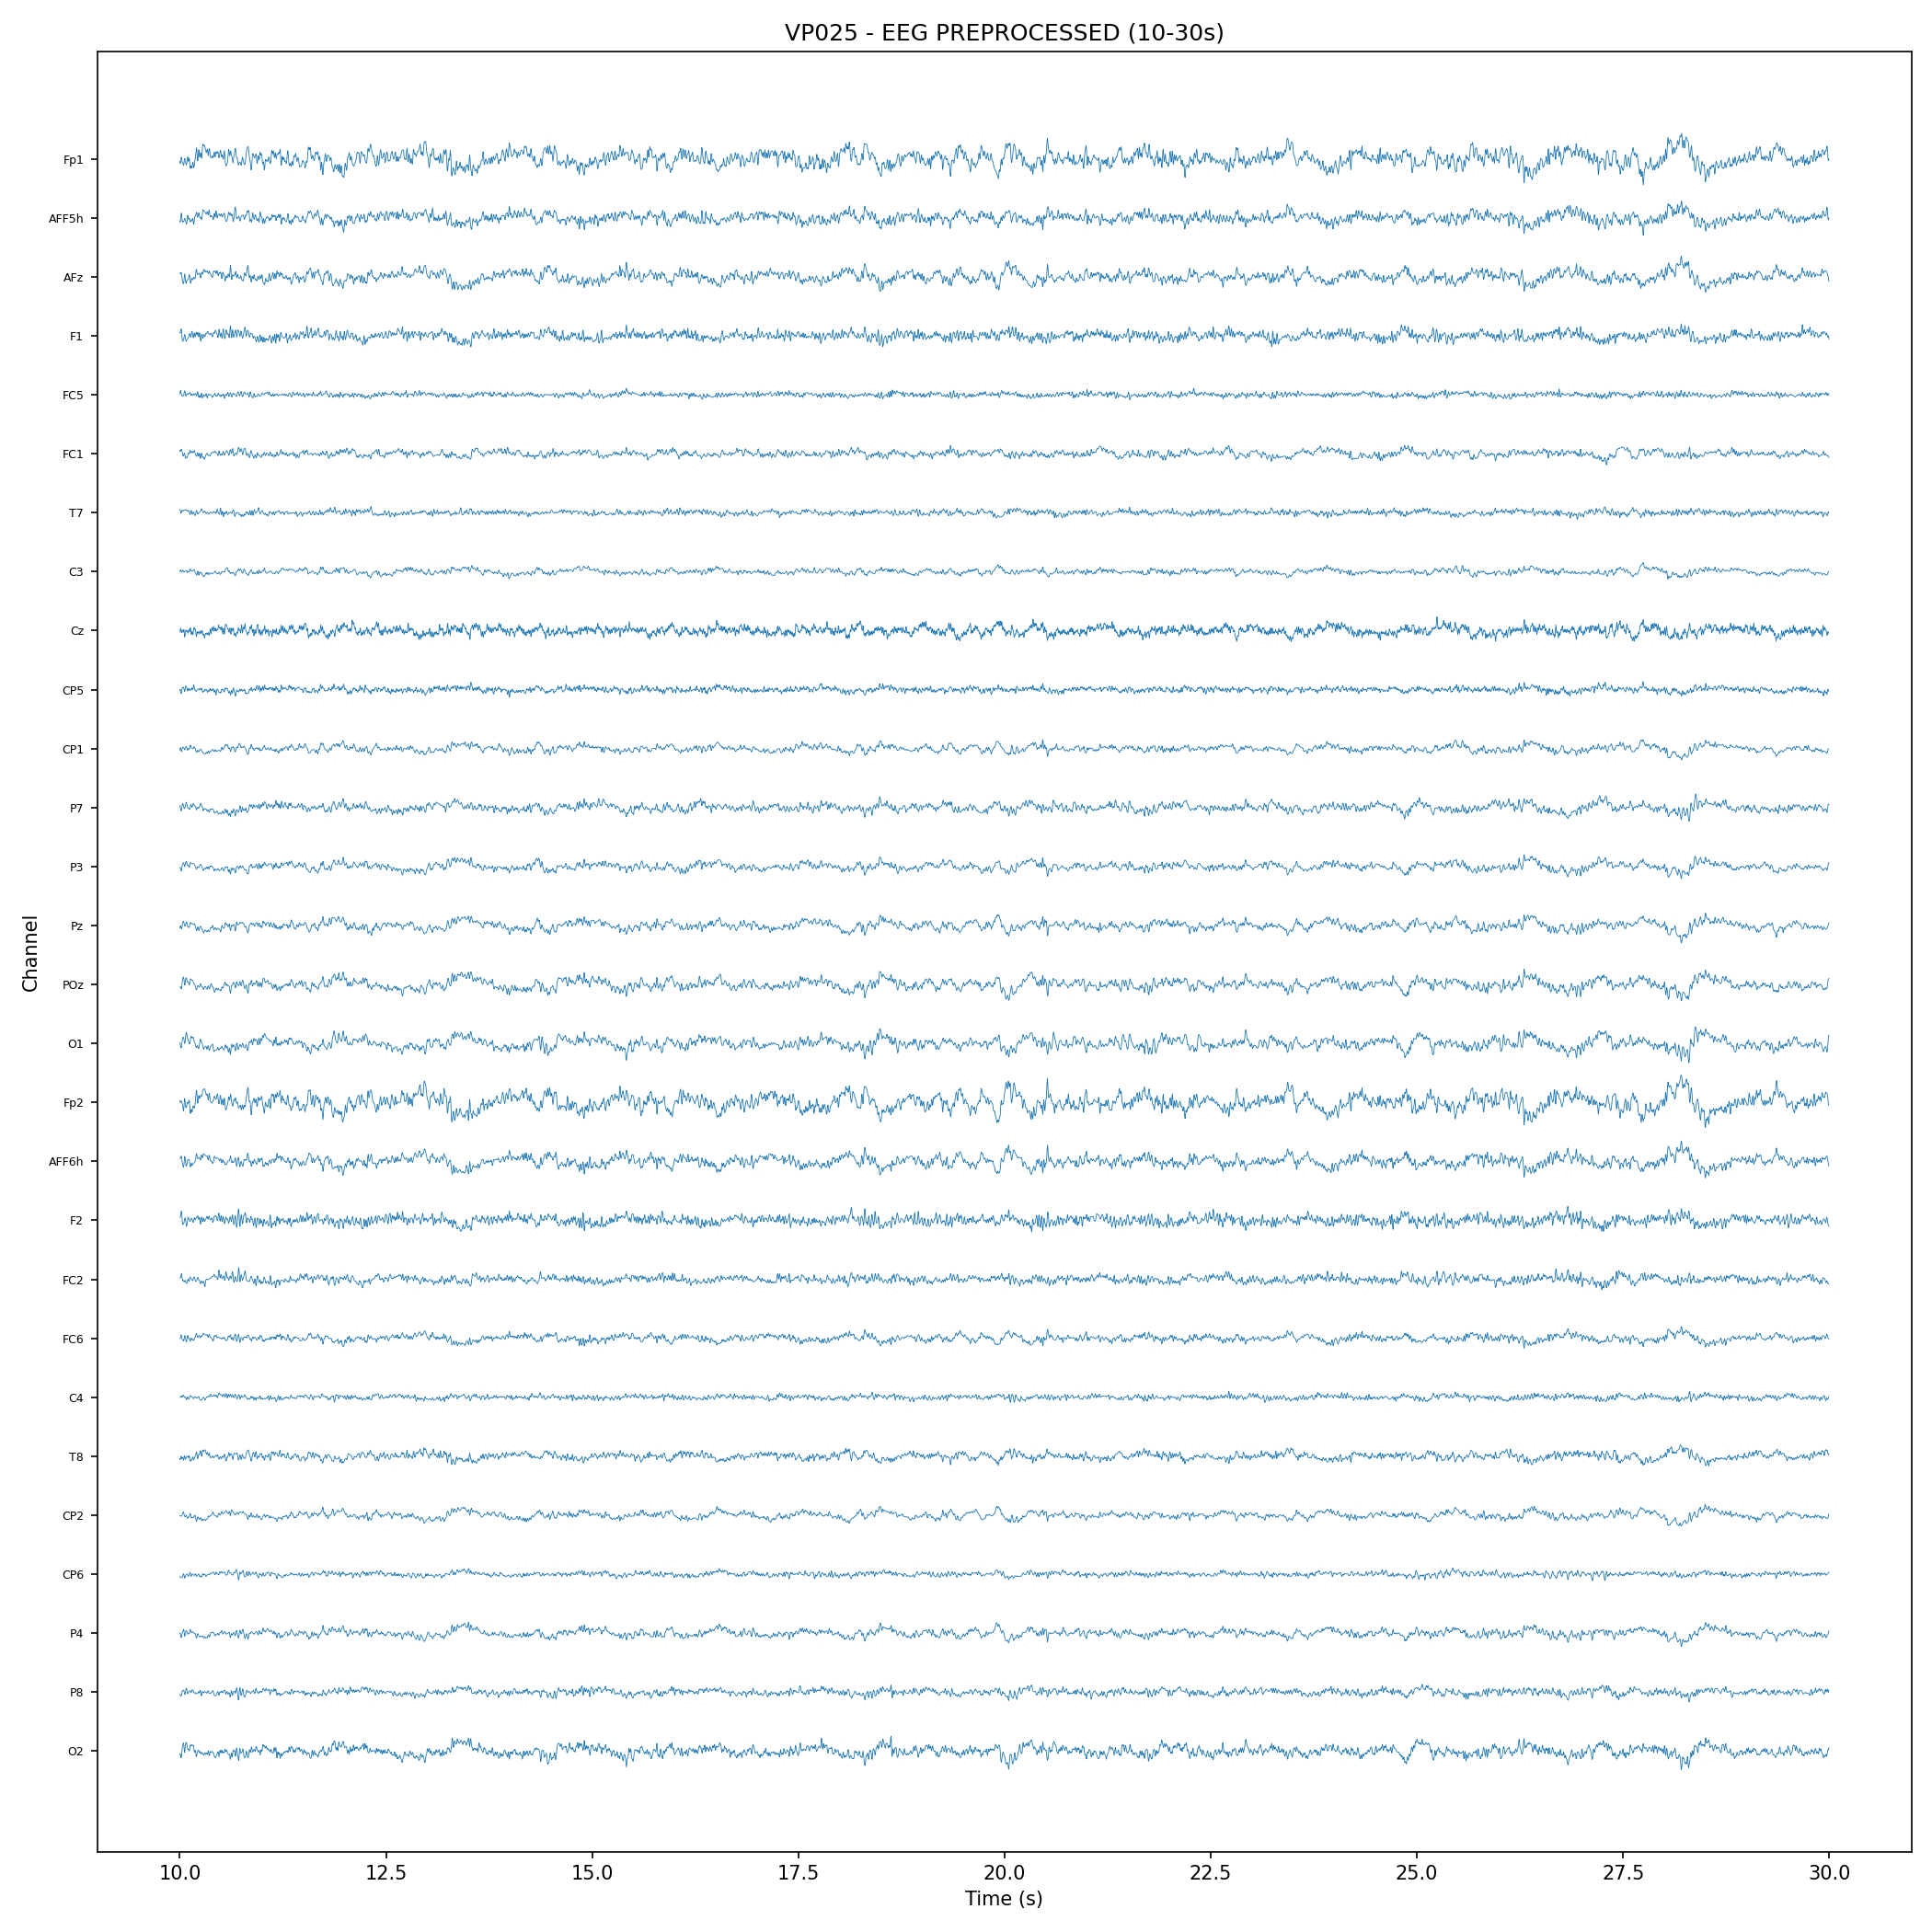 VP025 - EEG PREPROCESSED (10-30s)
Fp1
AFF5h
AFz
F1
FC5
FC1
T7
C3
Cz
CP5
CP1
P7
P3
Pz
POz
O1
Fp2
AFF6h
F2
FC2
FC6
C4
T8
CP2
CP6
P4
P8
O2
Channel
10.0 12.5 15.0 17.5 20.0 22.5 25.0 27.5 30.0
Time (s)